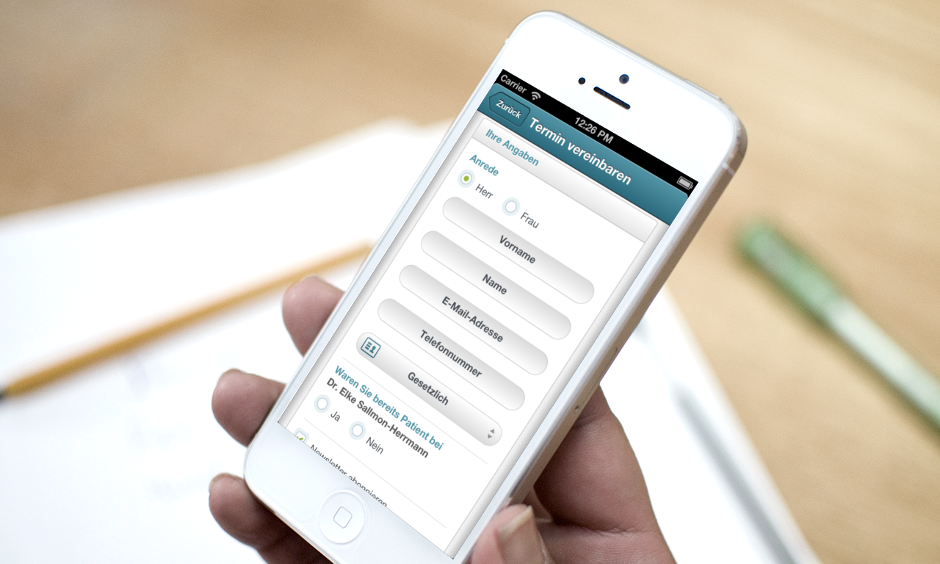 Carrier 12:26 PM
Zurück Termin vereinbaren
Ihre Angaben
Anrede
Herr Frau
Vorname
Name
E-Mail-Adresse
Telefonnummer
Gesetzlich
Waren Sie bereits Patient bei
Dr. Elke Sallmon-Herrmann
Ja Nein
Newsletter abonnieren